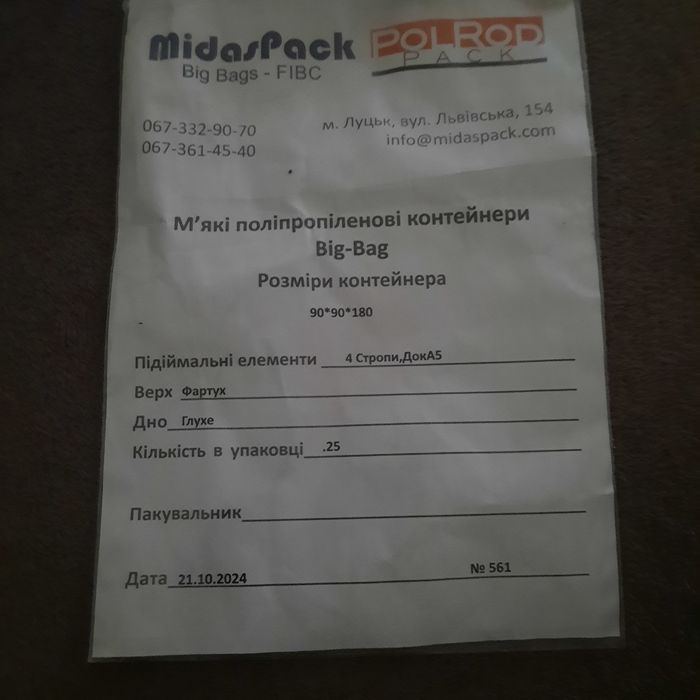 MidasPack
Big Bags - FIBC
POLROD
PACK
067-332-90-70
067-361-45-40
м. Луцьк, вул. Львівська, 154
info@midaspack.com
М'які поліпропіленові контейнери
Big-Bag
Розміри контейнера
90*90*180
Підіймальні елементи 4 Стропи,ДокА5
Верх Фартух
Дно Глухе
Кількість в упаковці .25
Пакувальник
Дата 21.10.2024 № 561